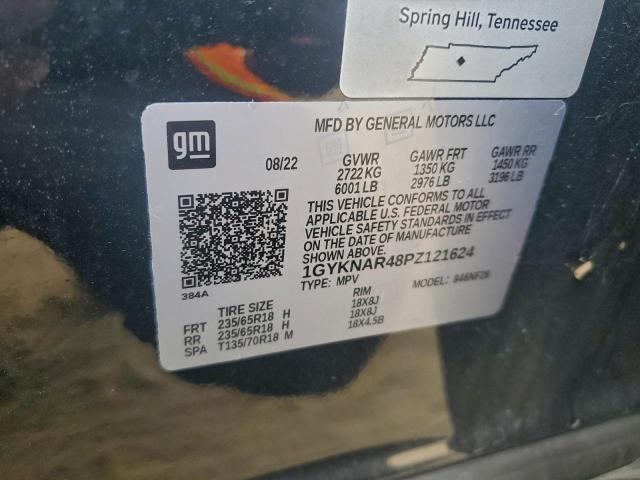 Spring Hill, Tennessee
gm
MFD BY GENERAL MOTORS LLC
08/22 GVWR GAWR FRT GAWR RR
2722 KG 1350 KG 1450 KG
6001 LB 2976 LB 3196 LB
THIS VEHICLE CONFORMS TO ALL
APPLICABLE U.S. FEDERAL MOTOR
VEHICLE SAFETY STANDARDS IN EFFECT
ON THE DATE OF MANUFACTURE
SHOWN ABOVE.
1GYKNAR48PZ121624
TYPE: MPV MODEL:
384A
TIRE SIZE RIM
FRT 235/65R18 H 18X8J
RR 235/65R18 H 18X8J
SPA T135/70R18 M 18X4.5B